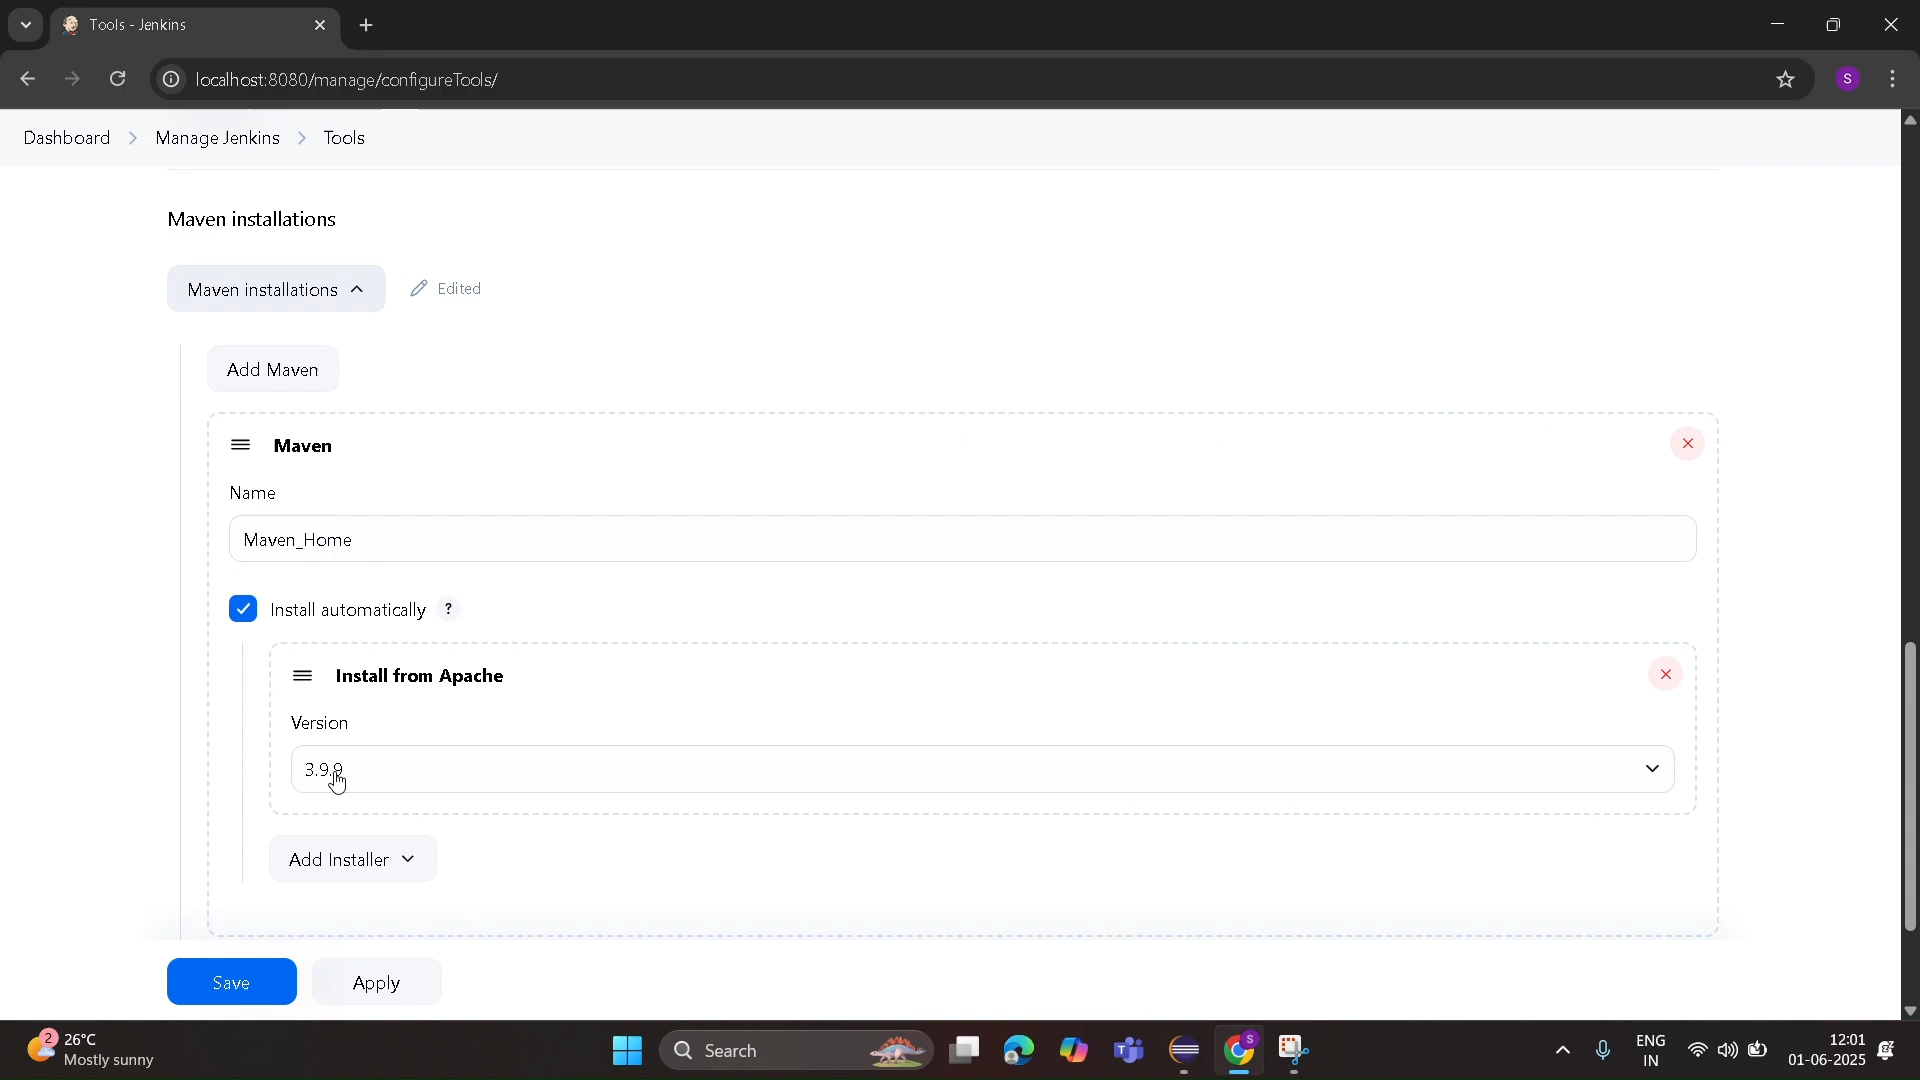 Tools - Jenkins
localhost:8080/manage/configureTools/
S
Dashboard > Manage Jenkins > Tools
Maven installations
Maven installations
Edited
Add Maven
Maven
Name
Maven_Home
Install automatically ?
Install from Apache
Version
3.9.9
Add Installer
Save
Apply
2
26°C
Mostly sunny
Search
S
ENG
IN
12:01
01-06-2025